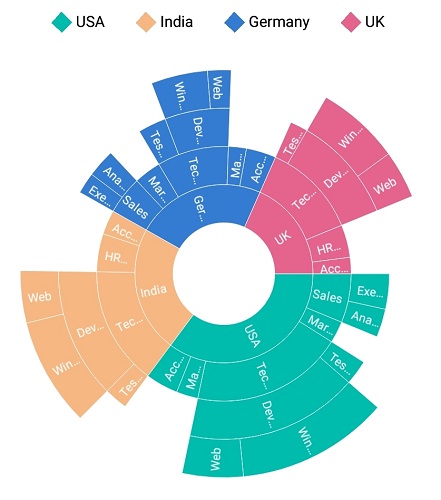 USA
India
Germany
UK
Win...
Web
Tes...
Dev...
Ana...
Exe...
Sales
Mar...
Tec...
Ma...
Acc...
Ger...
Tes...
Win...
Dev...
Web
Tec...
UK
HR...
Acc...
Acc...
HR...
India
Web
Dev...
Tec...
Win...
Tes...
USA
Sales
Exe...
Ana...
Mar...
Tes...
Acc...
Ma...
Tec...
Dev...
Web
Win...